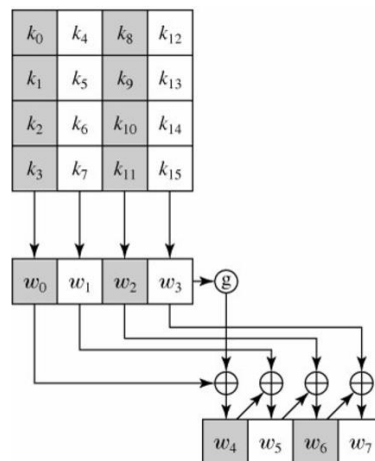 k₀ k₄ k₈ k₁₂
k₁ k₅ k₉ k₁₃
k₂ k₆ k₁₀ k₁₄
k₃ k₇ k₁₁ k₁₅
w₀ w₁ w₂ w₃ g
w₄ w₅ w₆ w₇